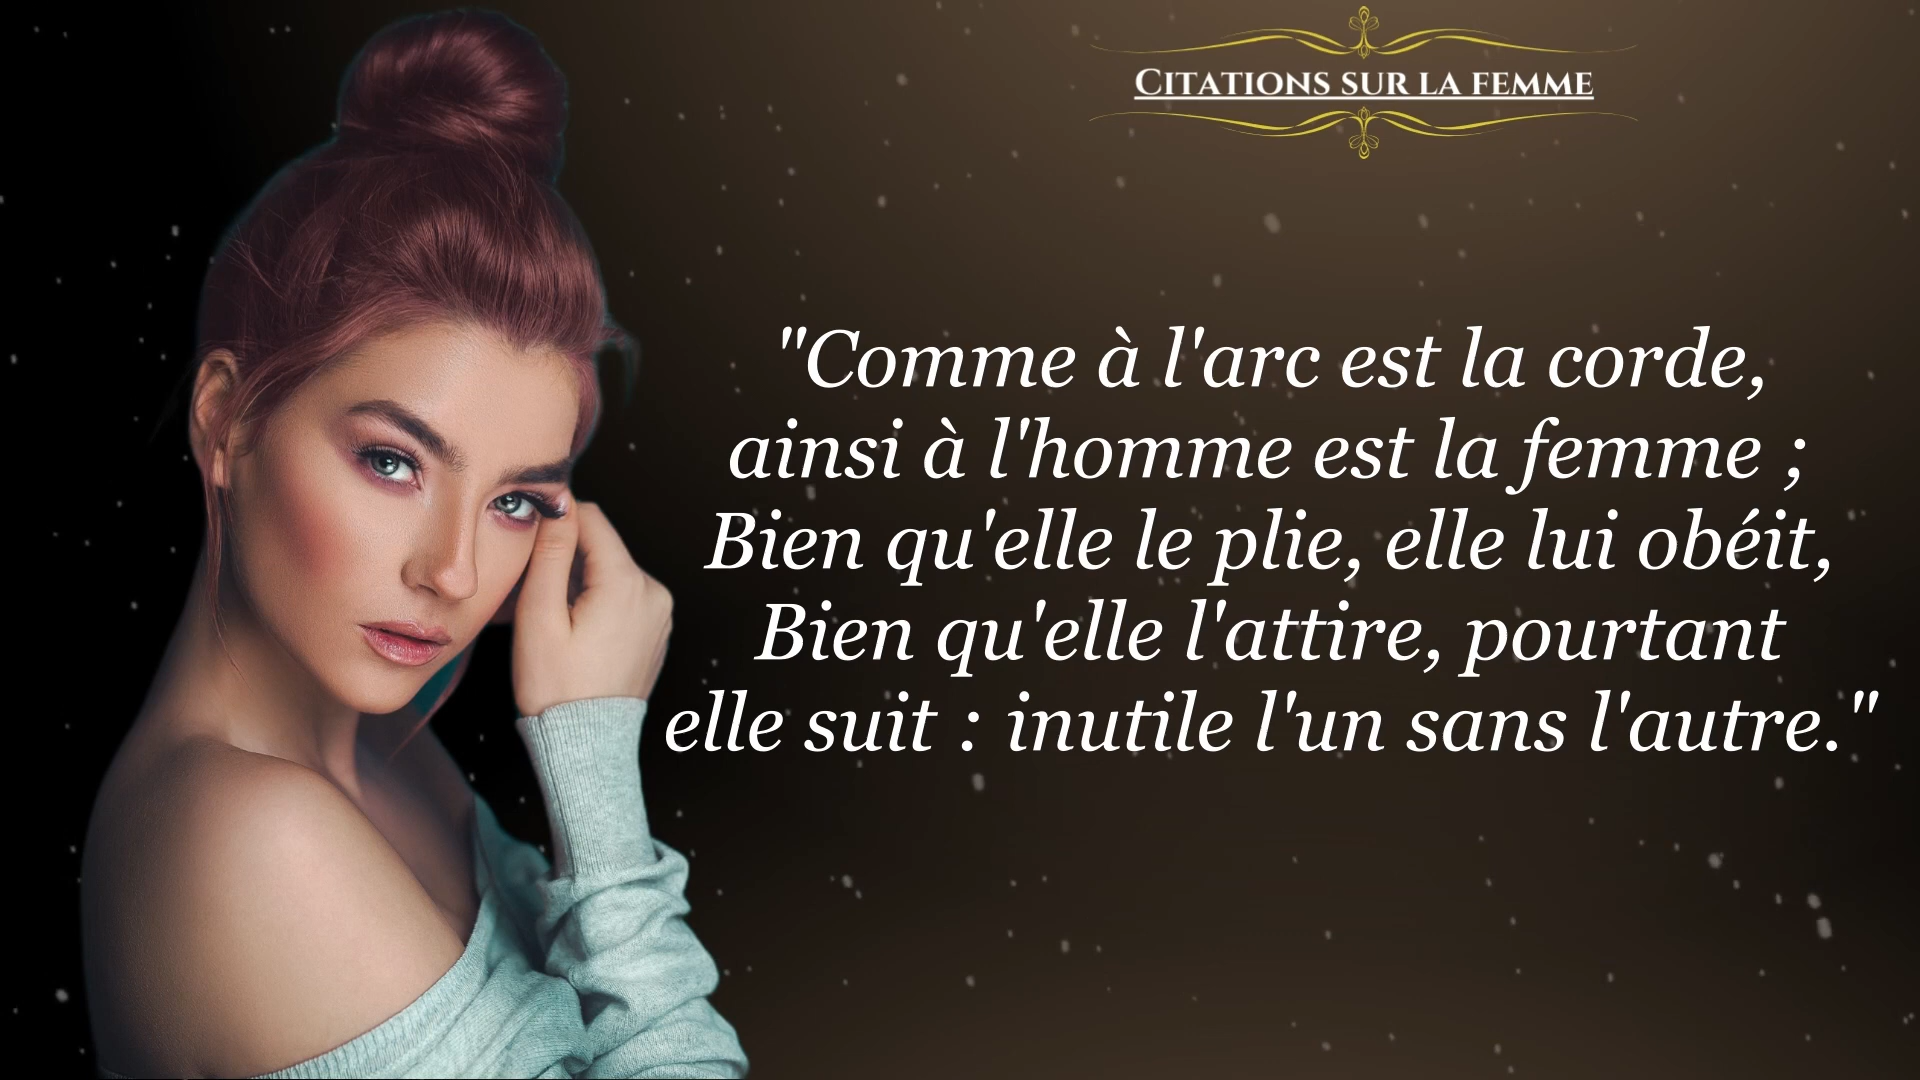 Citations sur la femme
"Comme à l'arc est la corde,
ainsi à l'homme est la femme ;
Bien qu'elle le plie, elle lui obéit,
Bien qu'elle l'attire, pourtant
elle suit : inutile l'un sans l'autre."